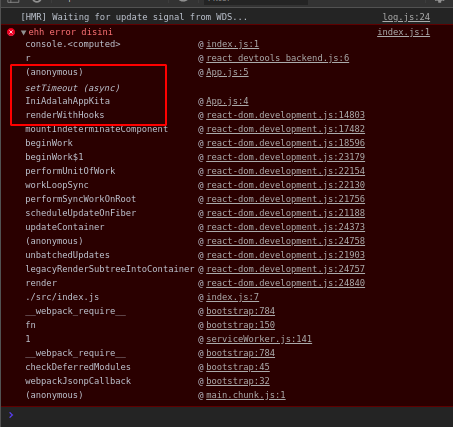 [HMR] Waiting for update signal from WDS... log.js:24
ehh error disini index.js:1
console.<computed> @ index.js:1
r @ react_devtools_backend.js:6
(anonymous) @ App.js:5
setTimeout (async)
IniAdalahAppKita @ App.js:4
renderWithHooks @ react-dom.development.js:14803
mountIndeterminateComponent @ react-dom.development.js:17482
beginWork @ react-dom.development.js:18596
beginWork$1 @ react-dom.development.js:23179
performUnitOfWork @ react-dom.development.js:22154
workLoopSync @ react-dom.development.js:22130
performSyncWorkOnRoot @ react-dom.development.js:21756
scheduleUpdateOnFiber @ react-dom.development.js:21188
updateContainer @ react-dom.development.js:24373
(anonymous) @ react-dom.development.js:24758
unbatchedUpdates @ react-dom.development.js:21903
legacyRenderSubtreeIntoContainer @ react-dom.development.js:24757
render @ react-dom.development.js:24840
./src/index.js @ index.js:7
__webpack_require__ @ bootstrap:784
fn @ bootstrap:150
1 @ serviceWorker.js:141
__webpack_require__ @ bootstrap:784
checkDeferredModules @ bootstrap:45
webpackJsonpCallback @ bootstrap:32
(anonymous) @ main.chunk.js:1